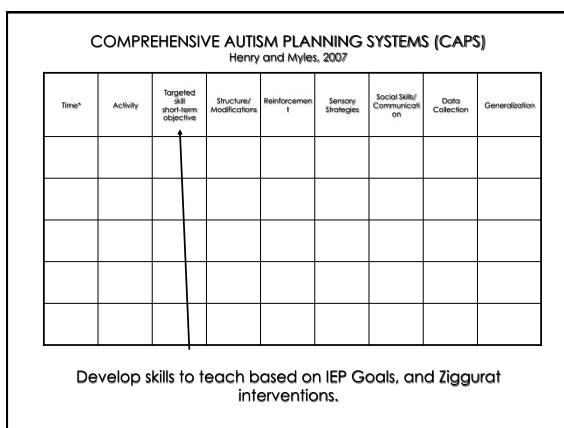 COMPREHENSIVE AUTISM PLANNING SYSTEMS (CAPS)
Henry and Myles, 2007
Time*
Activity
Targeted
skill
short-term
objective
Structure/
Modifications
Reinforcemen
t
Sensory
Strategies
Social Skills/
Communicati
on
Data
Collection
Generalization
Develop skills to teach based on IEP Goals, and Ziggurat
interventions.